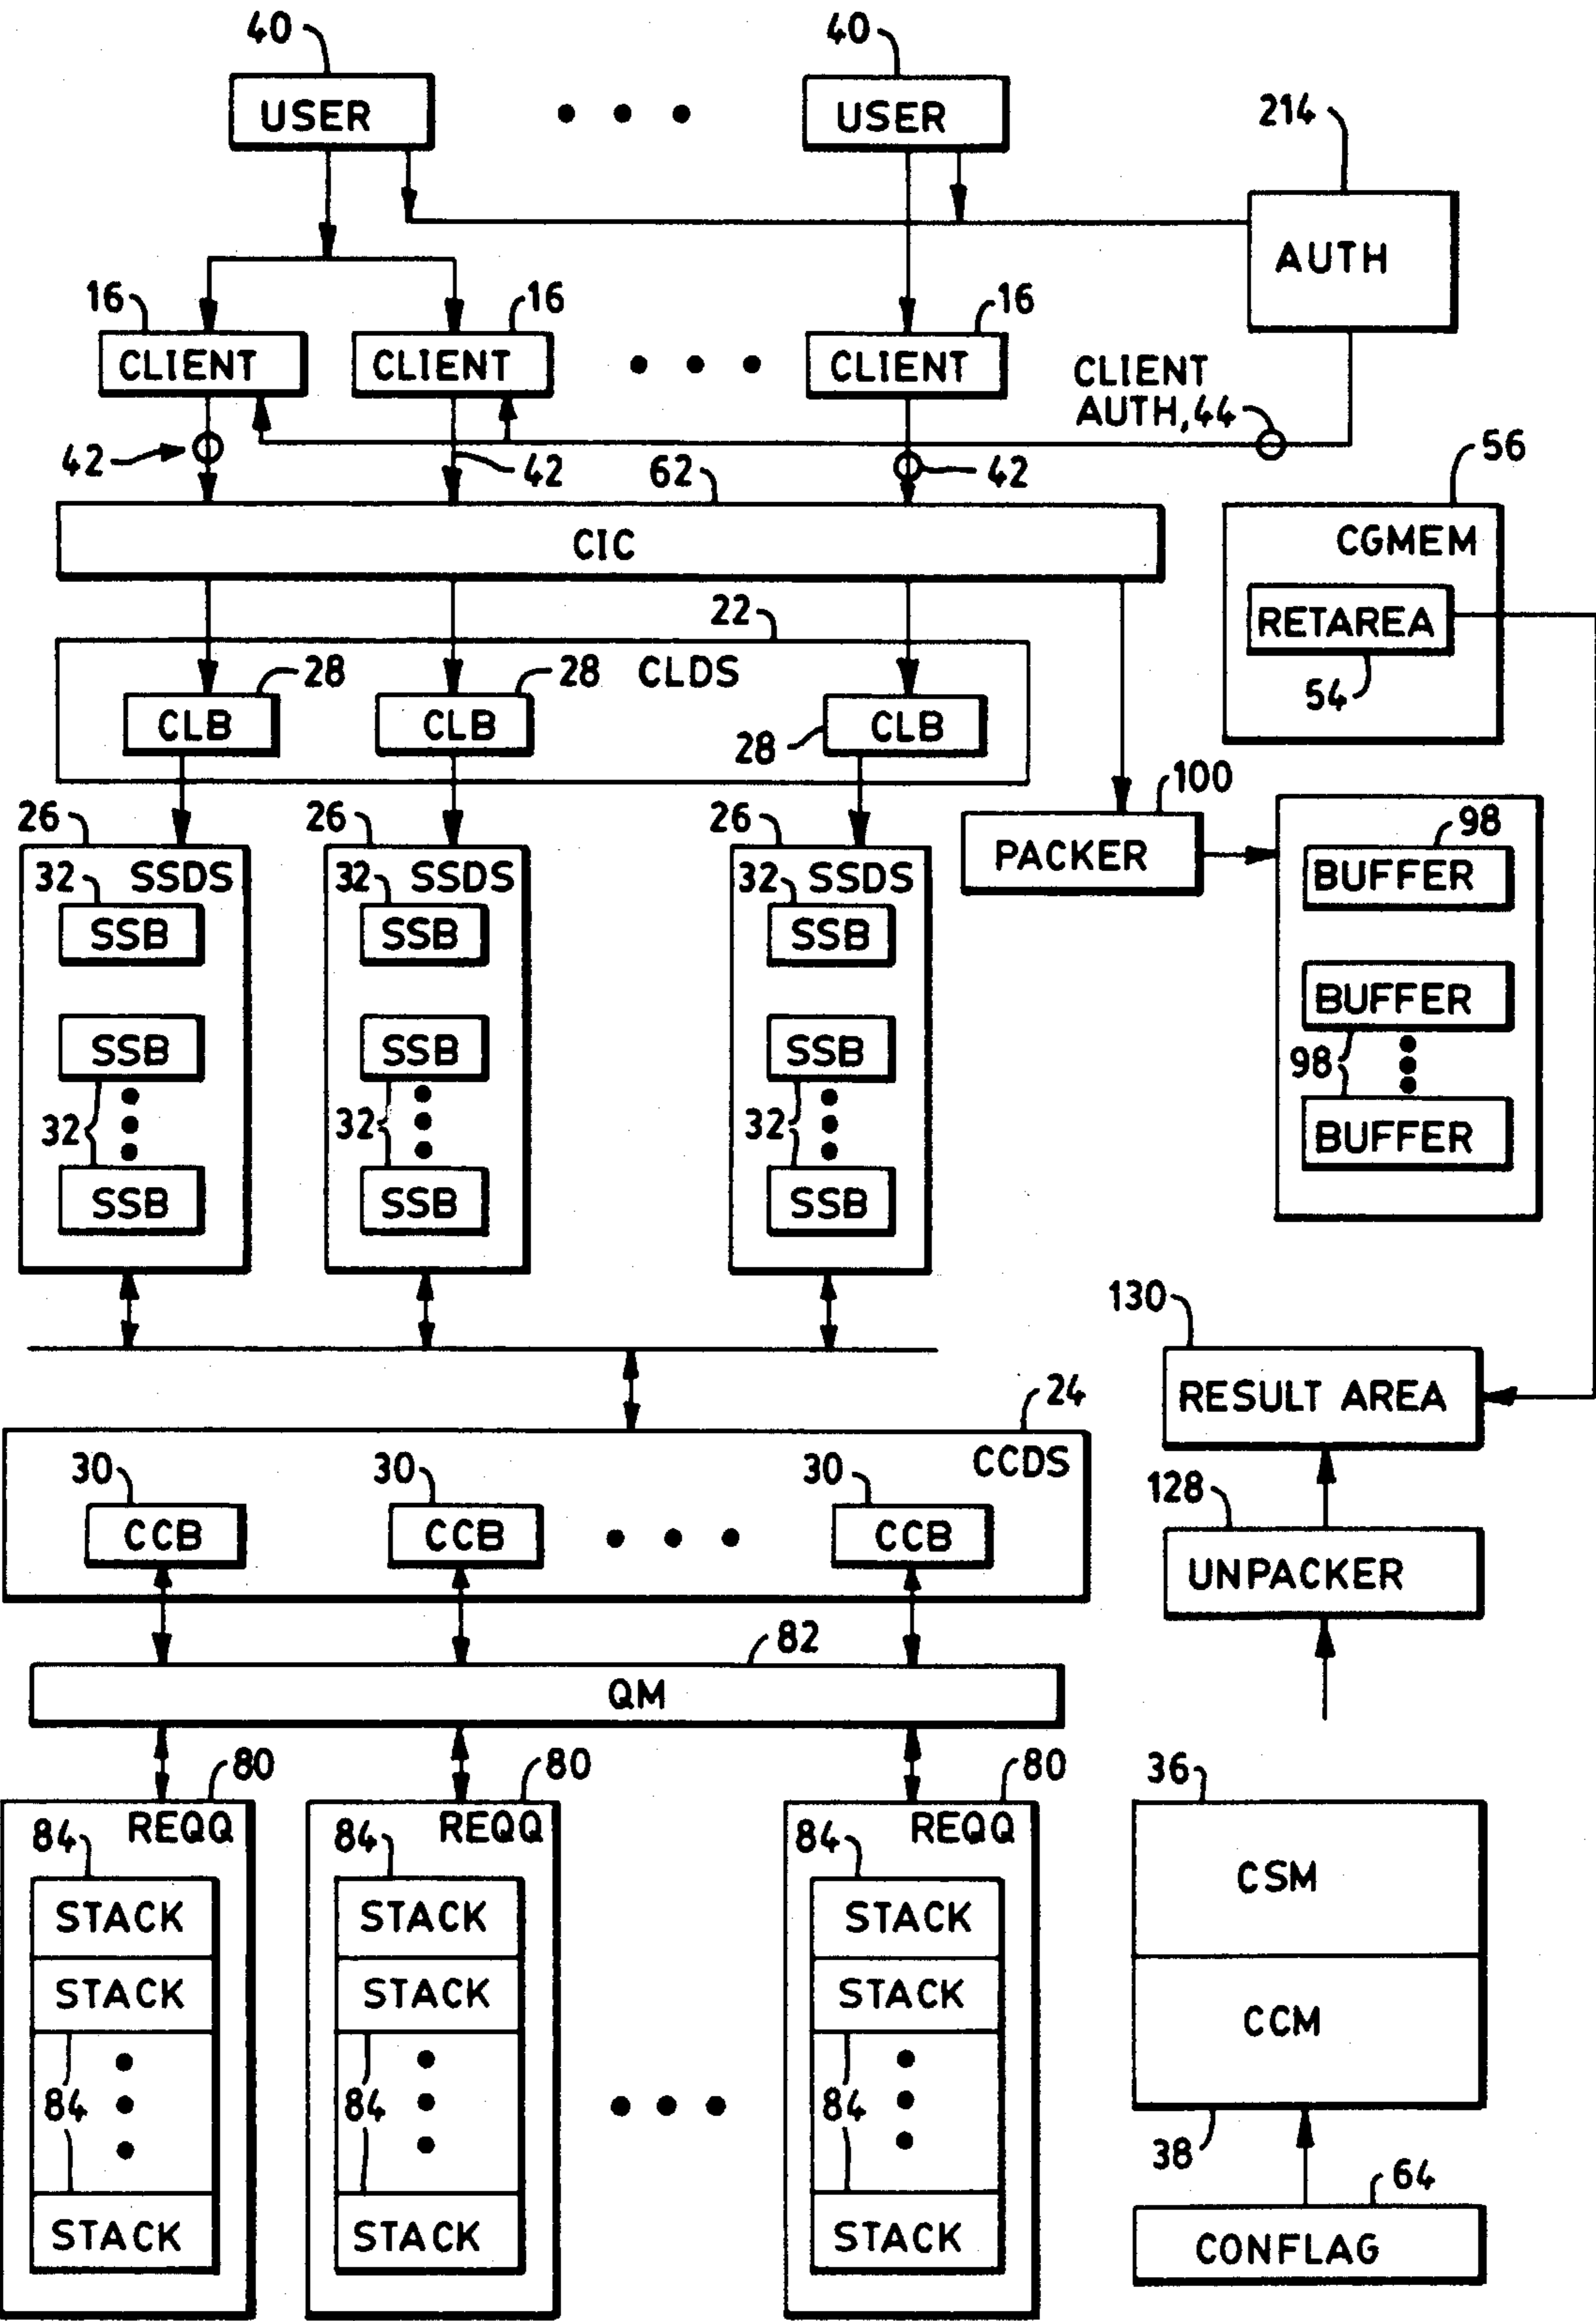 40
40
USER
USER
214
AUTH
16
16
16
CLIENT
CLIENT
CLIENT
CLIENT
AUTH,44
42
42
62
42
56
CIC
CGMEM
RETAREA
54
22
CLDS
28
28
28
CLB
CLB
CLB
100
PACKER
98
BUFFER
BUFFER
98
BUFFER
26
26
26
32 SSDS
32 SSDS
32 SSDS
SSB
SSB
SSB
SSB
SSB
SSB
32
32
32
SSB
SSB
SSB
130
RESULT AREA
24
CCDS
30
30
30
CCB
CCB
CCB
128
UNPACKER
82
QM
80
80
80
REQQ
REQQ
REQQ
84
84
84
STACK
STACK
STACK
STACK
STACK
STACK
84
84
84
STACK
STACK
STACK
36
CSM
CCM
38
64
CONFLAG